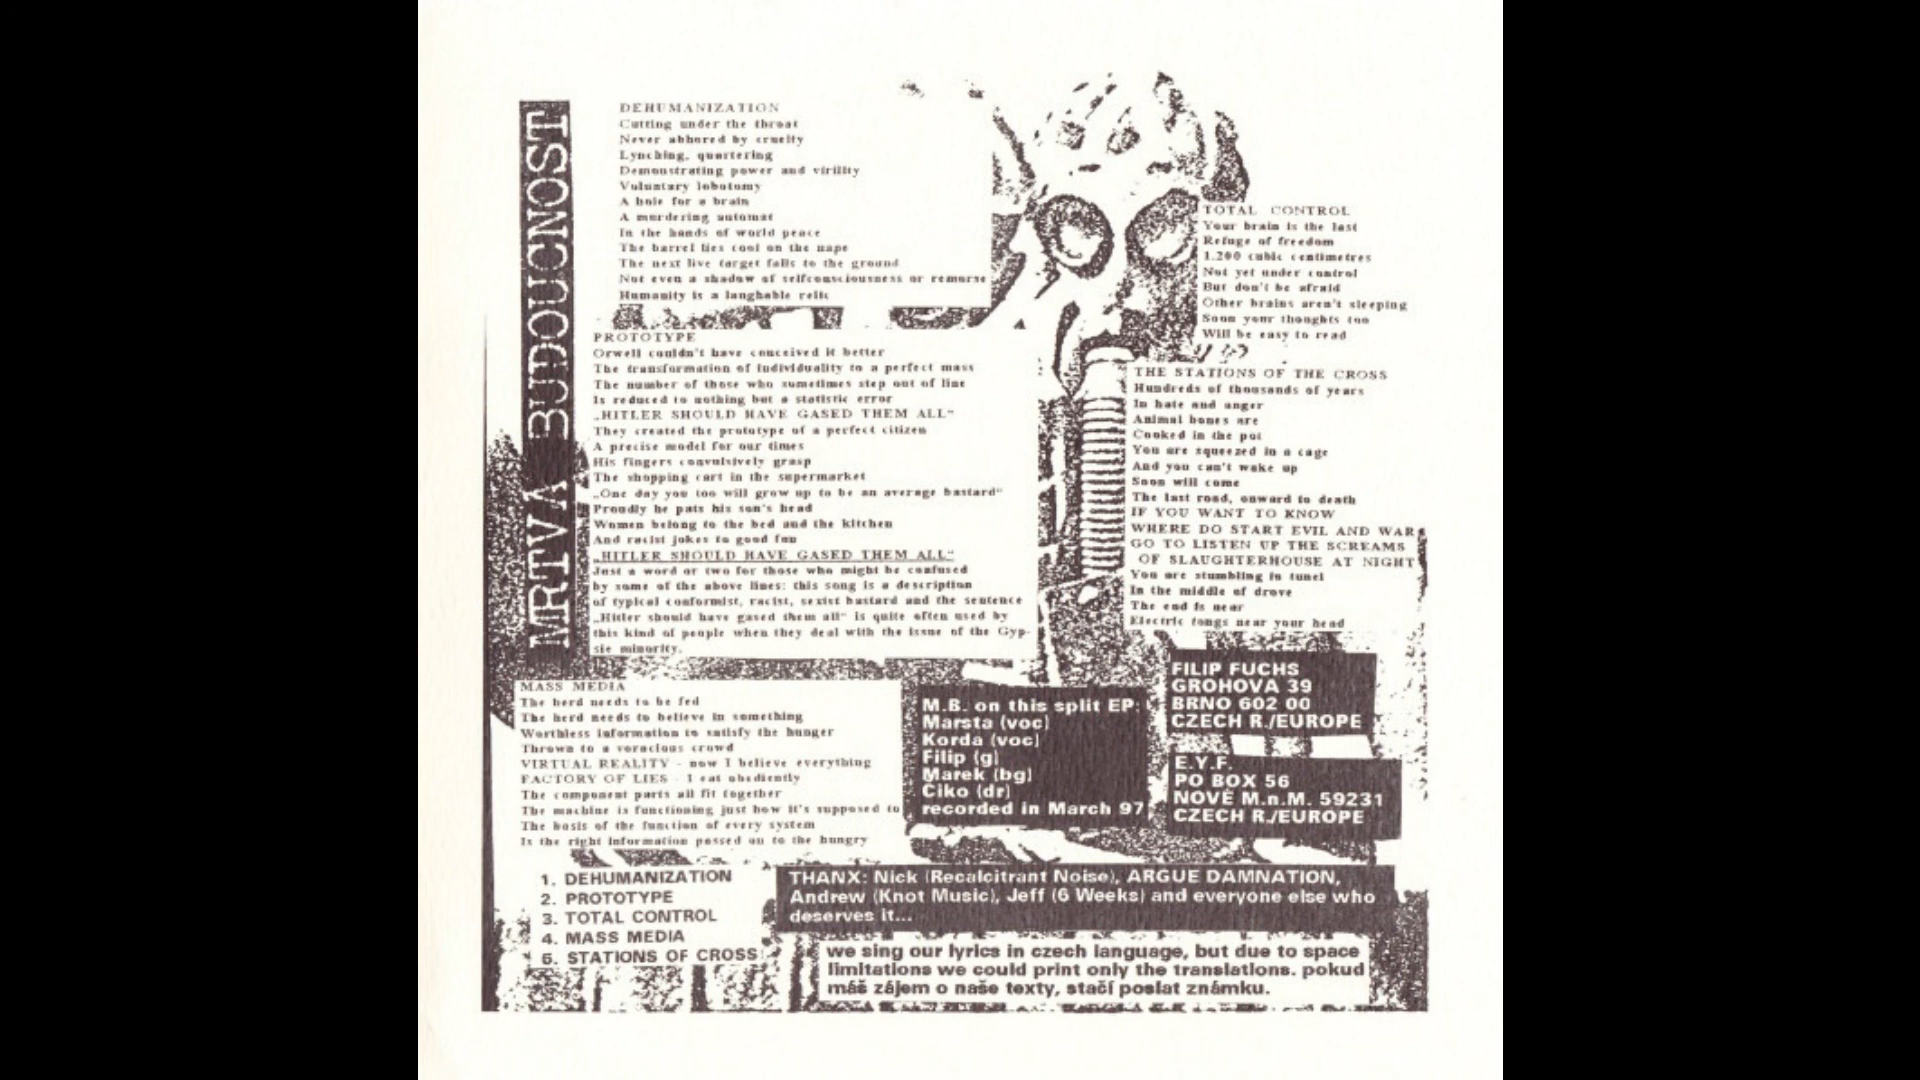 MRTVÁ BUDOUCNOST
DEHUMANIZATION
Cutting under the throat
Never abhored by cruelty
Lynching, quartering
Demonstrating power and virility
Voluntary lobotomy
A hole for a brain
A murdering automat
In the hands of world peace
The barrel lies cool on the nape
The next live target falls to the ground
Not even a shadow of selfconsciousness or remorse
Humanity is a laughable relic
PROTOTYPE
Orwell couldn't have conceived it better
The transformation of individuality to a perfect mass
The number of those who sometimes step out of line
Is reduced to nothing but a statistic error
„HITLER SHOULD HAVE GASED THEM ALL“
They created the prototype of a perfect citizen
A precise model for our times
His fingers convulsively grasp
The shopping cart in the supermarket
„One day you too will grow up to be an average bastard“
Proudly he pats his son's head
Women belong to the bed and the kitchen
And racist jokes to good fun
„HITLER SHOULD HAVE GASED THEM ALL“
Just a word or two for those who might be confused
by some of the above lines: this song is a description
of typical conformist, racist, sexist bastard and the sentence
„Hitler should have gased them all“ is quite often used by
this kind of people when they deal with the issue of the Gyp-
sie minority.
TOTAL CONTROL
Your brain is the last
Refuge of freedom
1.200 cubic centimetres
Not yet under control
But don't be afraid
Other brains aren't sleeping
Soon your thoughts too
Will be easy to read
THE STATIONS OF THE CROSS
Hundreds of thousands of years
In hate and anger
Animal bones are
Cooked in the pot
You are squeezed in a cage
And you can't wake up
Soon will come
The last road, onward to death
IF YOU WANT TO KNOW
WHERE DO START EVIL AND WAR
GO TO LISTEN UP THE SCREAMS
OF SLAUGHTERHOUSE AT NIGHT
You are stumbling in tunel
In the middle of drove
The end is near
Electric tongs near your head
MASS MEDIA
The herd needs to be fed
The herd needs to believe in something
Worthless information to satisfy the hunger
Thrown to a voracious crowd
VIRTUAL REALITY - now I believe everything
FACTORY OF LIES - I eat obediently
The component parts all fit together
The machine is functioning just how it's supposed to
The basis of the function of every system
Is the right information passed on to the hungry
M.B. on this split EP:
Marsta (voc)
Korda (voc)
Filip (g)
Marek (bg)
Čiko (dr)
recorded in March 97
FILIP FUCHS
GROHOVA 39
BRNO 602 00
CZECH R./EUROPE
E.Y.F.
PO BOX 56
NOVÉ M.n.M. 59231
CZECH R./EUROPE
1. DEHUMANIZATION
2. PROTOTYPE
3. TOTAL CONTROL
4. MASS MEDIA
5. STATIONS OF CROSS
THANX: Nick (Recalcitrant Noise), ARGUE DAMNATION,
Andrew (Knot Music), Jeff (6 Weeks) and everyone else who
deserves it...
we sing our lyrics in czech language, but due to space
limitations we could print only the translations. pokud
máš zájem o naše texty, stačí poslat známku.